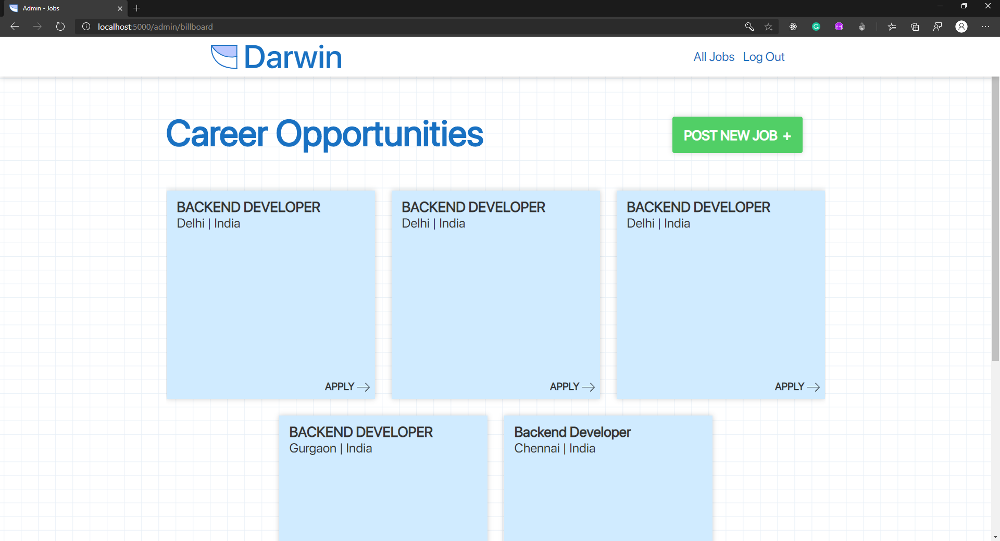 Admin - Jobs
localhost:5000/admin/billboard
Darwin
All Jobs Log Out
Career Opportunities
POST NEW JOB +
BACKEND DEVELOPER
Delhi | India
APPLY
BACKEND DEVELOPER
Delhi | India
APPLY
BACKEND DEVELOPER
Delhi | India
APPLY
BACKEND DEVELOPER
Gurgaon | India
Backend Developer
Chennai | India